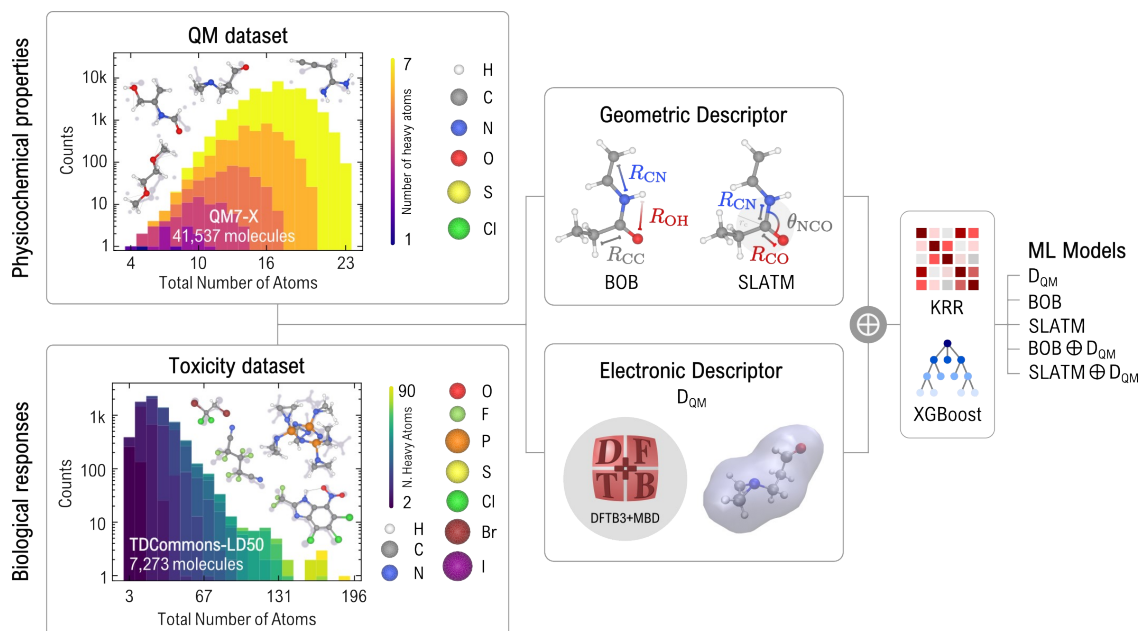 Physicochemical properties
QM dataset
Counts
10k
1k
100
10
1
4
10
16
23
Total Number of Atoms
QM7-X
41,537 molecules
7
Number of heavy atoms
1
H
C
N
O
S
Cl
Biological responses
Toxicity dataset
Counts
1k
100
10
1
3
67
131
196
Total Number of Atoms
TDCommons-LD50
7,273 molecules
90
N. Heavy Atoms
2
H
C
N
O
F
P
S
Cl
Br
I
Geometric Descriptor
R_CN
R_OH
R_CC
BOB
R_CN
θ_NCO
R_CO
SLATM
Electronic Descriptor
D_QM
D F
T B
DFTB3+MBD
⊕
KRR
XGBoost
ML Models
D_QM
BOB
SLATM
BOB ⊕ D_QM
SLATM ⊕ D_QM